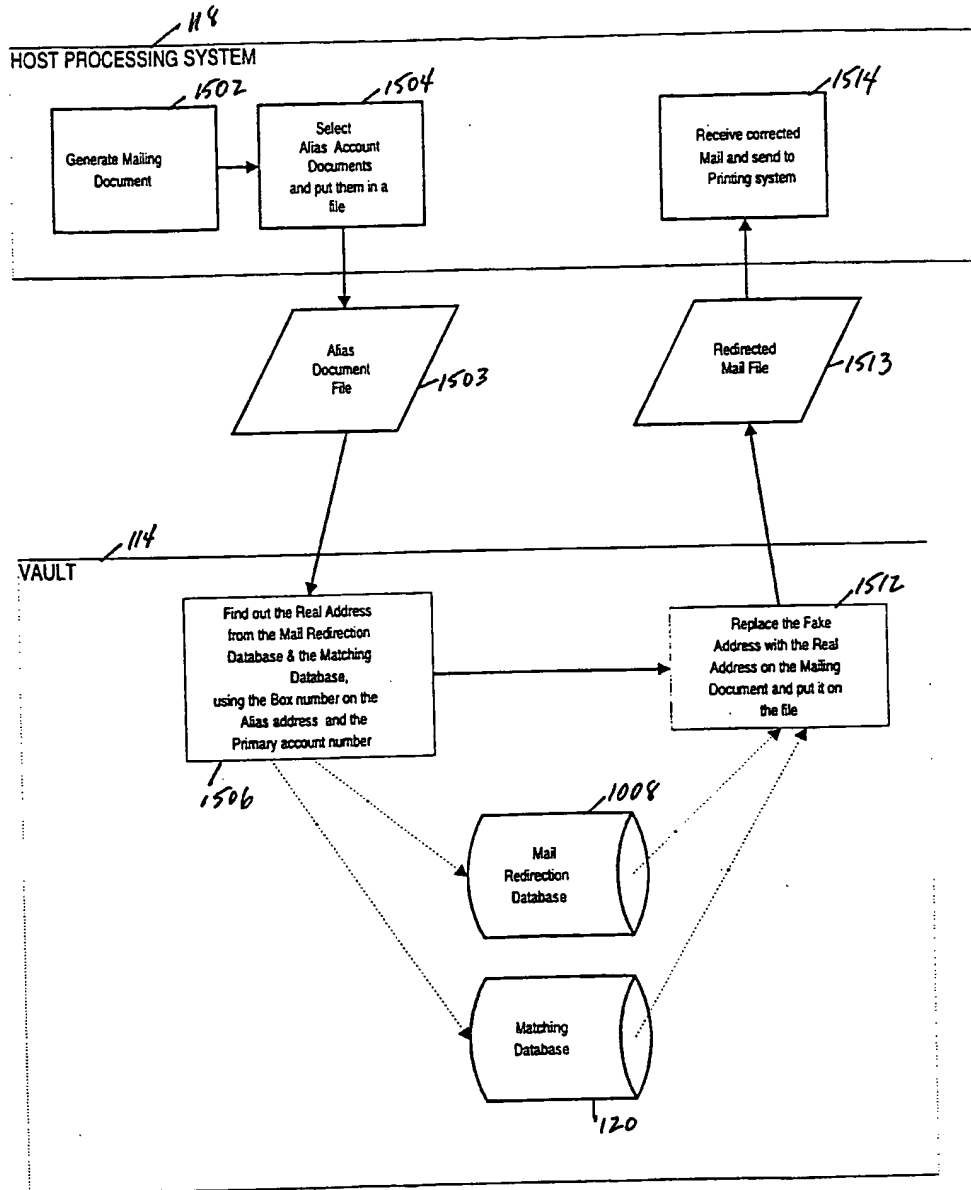 118
HOST PROCESSING SYSTEM
1502
Generate Mailing
Document
1504
Select
Alias Account
Documents
and put them in a
file
1514
Receive corrected
Mail and send to
Printing system
Alias
Document
File
1503
Redirected
Mail File
1513
114
VAULT
Find out the Real Address
from the Mail Redirection
Database & the Matching
Database,
using the Box number on the
Alias address and the
Primary account number
1506
1512
Replace the Fake
Address with the Real
Address on the Mailing
Document and put it on
the file
1008
Mail
Redirection
Database
Matching
Database
120